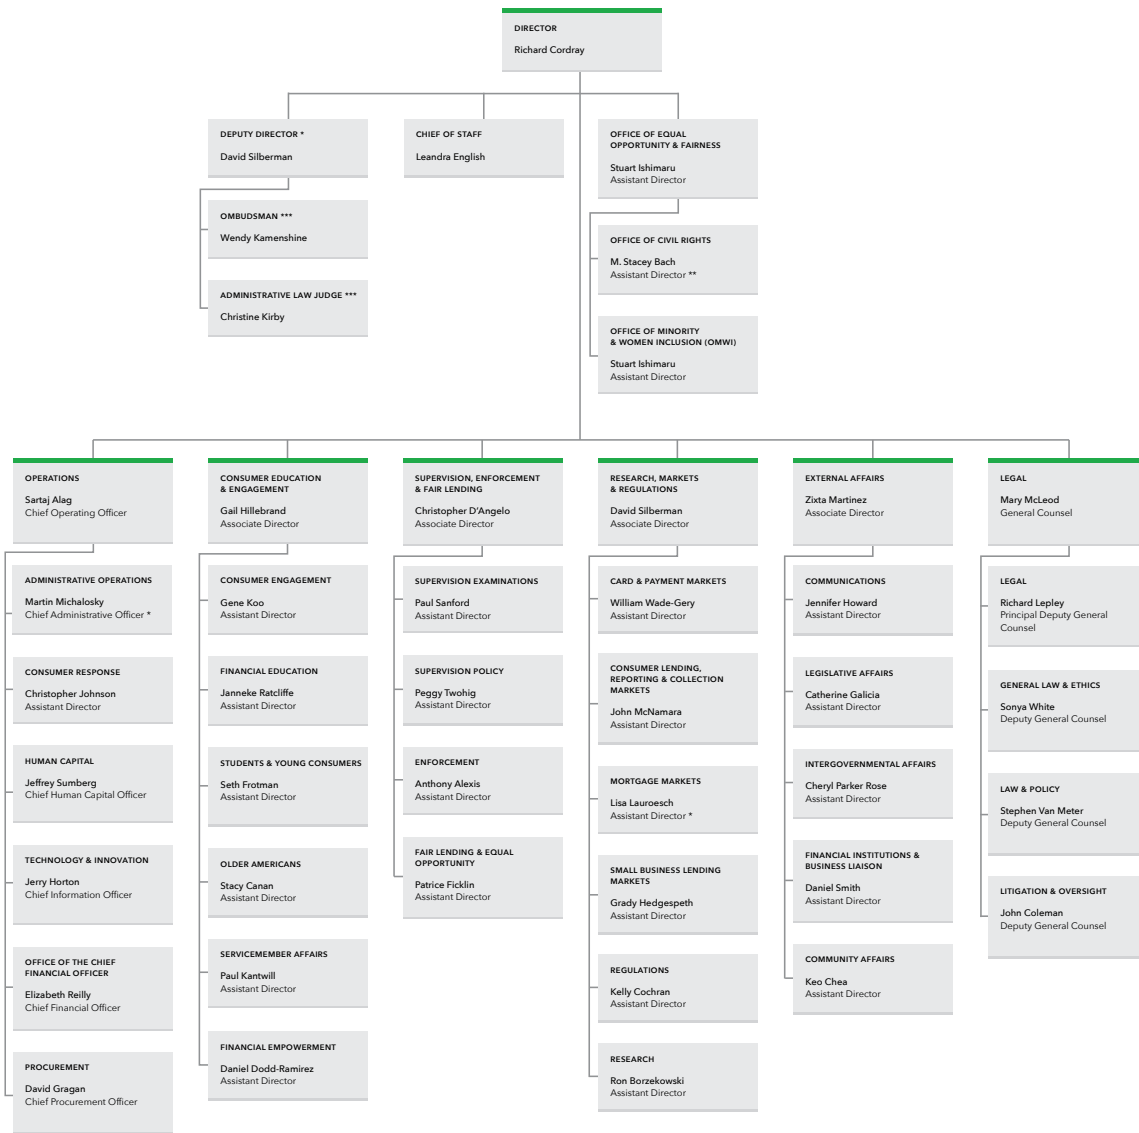 DIRECTOR
Richard Cordray
DEPUTY DIRECTOR *
David Silberman
OMBUDSMAN ***
Wendy Kamenshine
ADMINISTRATIVE LAW JUDGE ***
Christine Kirby
CHIEF OF STAFF
Leandra English
OFFICE OF EQUAL
OPPORTUNITY & FAIRNESS
Stuart Ishimaru
Assistant Director
OFFICE OF CIVIL RIGHTS
M. Stacey Bach
Assistant Director **
OFFICE OF MINORITY
& WOMEN INCLUSION (OMWI)
Stuart Ishimaru
Assistant Director
OPERATIONS
Sartaj Alag
Chief Operating Officer
ADMINISTRATIVE OPERATIONS
Martin Michalosky
Chief Administrative Officer *
CONSUMER RESPONSE
Christopher Johnson
Assistant Director
HUMAN CAPITAL
Jeffrey Sumberg
Chief Human Capital Officer
TECHNOLOGY & INNOVATION
Jerry Horton
Chief Information Officer
OFFICE OF THE CHIEF
FINANCIAL OFFICER
Elizabeth Reilly
Chief Financial Officer
PROCUREMENT
David Gragan
Chief Procurement Officer
CONSUMER EDUCATION
& ENGAGEMENT
Gail Hillebrand
Associate Director
CONSUMER ENGAGEMENT
Gene Koo
Assistant Director
FINANCIAL EDUCATION
Janneke Ratcliffe
Assistant Director
STUDENTS & YOUNG CONSUMERS
Seth Frotman
Assistant Director
OLDER AMERICANS
Stacy Canan
Assistant Director
SERVICEMEMBER AFFAIRS
Paul Kantwill
Assistant Director
FINANCIAL EMPOWERMENT
Daniel Dodd-Ramirez
Assistant Director
SUPERVISION, ENFORCEMENT
& FAIR LENDING
Christopher D'Angelo
Associate Director
SUPERVISION EXAMINATIONS
Paul Sanford
Assistant Director
SUPERVISION POLICY
Peggy Twohig
Assistant Director
ENFORCEMENT
Anthony Alexis
Assistant Director
FAIR LENDING & EQUAL
OPPORTUNITY
Patrice Ficklin
Assistant Director
RESEARCH, MARKETS
& REGULATIONS
David Silberman
Associate Director
CARD & PAYMENT MARKETS
William Wade-Gery
Assistant Director
CONSUMER LENDING,
REPORTING & COLLECTION
MARKETS
John McNamara
Assistant Director
MORTGAGE MARKETS
Lisa Lauroesch
Assistant Director *
SMALL BUSINESS LENDING
MARKETS
Grady Hedgespeth
Assistant Director
REGULATIONS
Kelly Cochran
Assistant Director
RESEARCH
Ron Borzekowski
Assistant Director
EXTERNAL AFFAIRS
Zixta Martinez
Associate Director
COMMUNICATIONS
Jennifer Howard
Assistant Director
LEGISLATIVE AFFAIRS
Catherine Galicia
Assistant Director
INTERGOVERNMENTAL AFFAIRS
Cheryl Parker Rose
Assistant Director
FINANCIAL INSTITUTIONS &
BUSINESS LIAISON
Daniel Smith
Assistant Director
COMMUNITY AFFAIRS
Keo Chea
Assistant Director
LEGAL
Mary McLeod
General Counsel
LEGAL
Richard Lepley
Principal Deputy General
Counsel
GENERAL LAW & ETHICS
Sonya White
Deputy General Counsel
LAW & POLICY
Stephen Van Meter
Deputy General Counsel
LITIGATION & OVERSIGHT
John Coleman
Deputy General Counsel